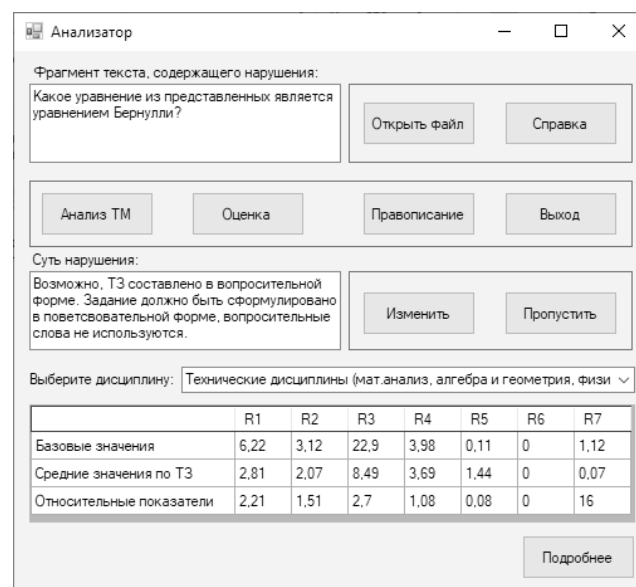 Анализатор
Фрагмент текста, содержащего нарушения:
Какое уравнение из представленных является
уравнением Бернулли?
Открыть файл
Справка
Анализ ТМ
Оценка
Правописание
Выход
Суть нарушения:
Возможно, ТЗ составлено в вопросительной
форме. Задание должно быть сформулировано
в поветсвовательной форме, вопросительные
слова не используются.
Изменить
Пропустить
Выберите дисциплину: Технические дисциплины (мат.анализ, алгебра и геометрия, физи
R1 R2 R3 R4 R5 R6 R7
Базовые значения 6,22 3,12 22,9 3,98 0,11 0 1,12
Средние значения по ТЗ 2,81 2,07 8,49 3,69 1,44 0 0,07
Относительные показатели 2,21 1,51 2,7 1,08 0,08 0 16
Подробнее